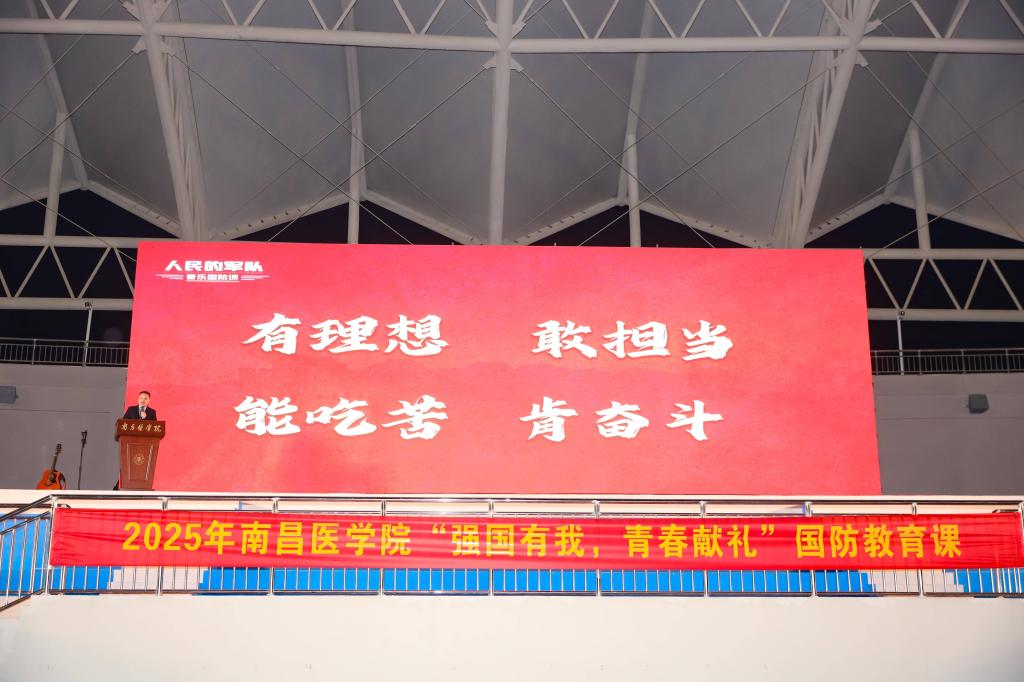 人民的军队
音乐国防课
有理想 敢担当
能吃苦 肯奋斗
南昌医学院
2025年南昌医学院“强国有我，青春献礼”国防教育课